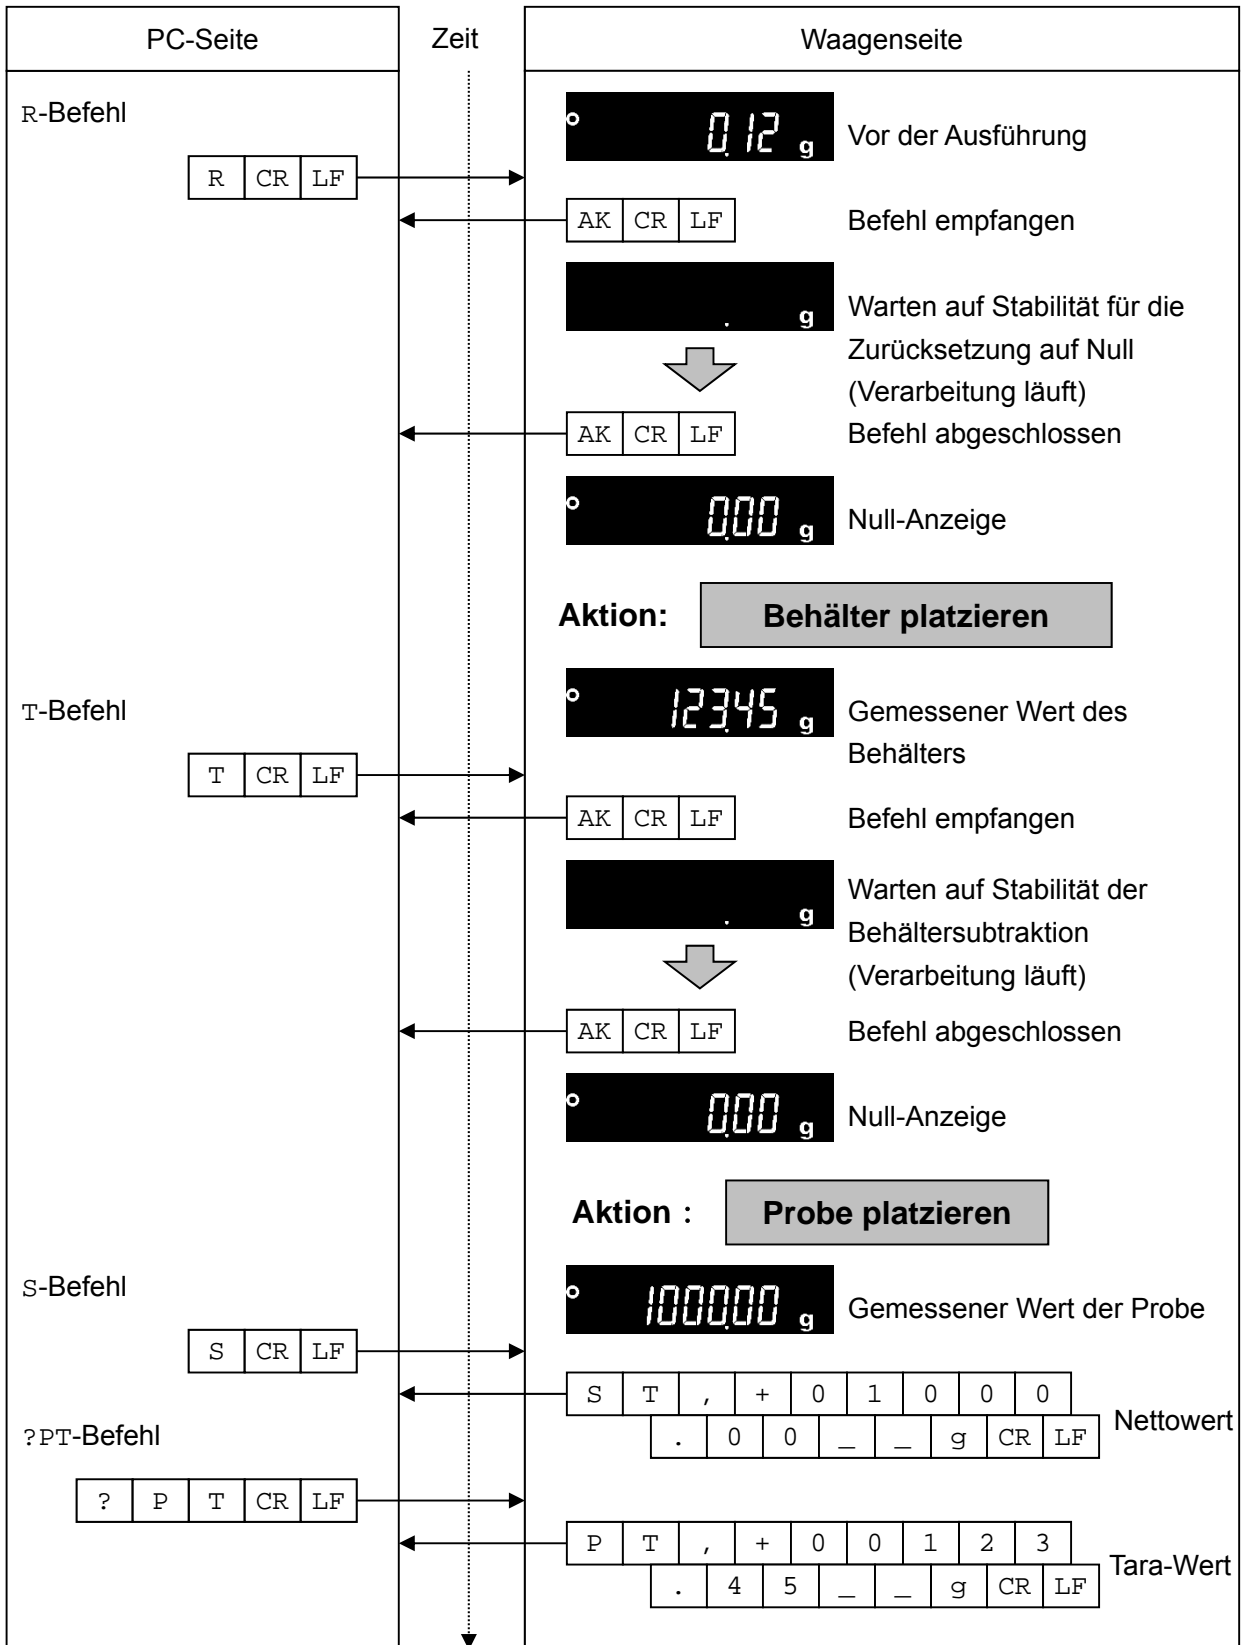 PC-Seite Zeit Waagenseite
R-Befehl
0.12 g Vor der Ausführung
R CR LF
AK CR LF Befehl empfangen
. g Warten auf Stabilität für die
Zurücksetzung auf Null
(Verarbeitung läuft)
AK CR LF Befehl abgeschlossen
0.00 g Null-Anzeige
Aktion: Behälter platzieren
T-Befehl
123.45 g Gemessener Wert des
Behälters
T CR LF
AK CR LF Befehl empfangen
. g Warten auf Stabilität der
Behältersubtraktion
(Verarbeitung läuft)
AK CR LF Befehl abgeschlossen
0.00 g Null-Anzeige
Aktion : Probe platzieren
S-Befehl
1000.00 g Gemessener Wert der Probe
S CR LF
S T , + 0 1 0 0 0
. 0 0 _ _ g CR LF Nettowert
?PT-Befehl
? P T CR LF
P T , + 0 0 1 2 3
. 4 5 _ _ g CR LF Tara-Wert